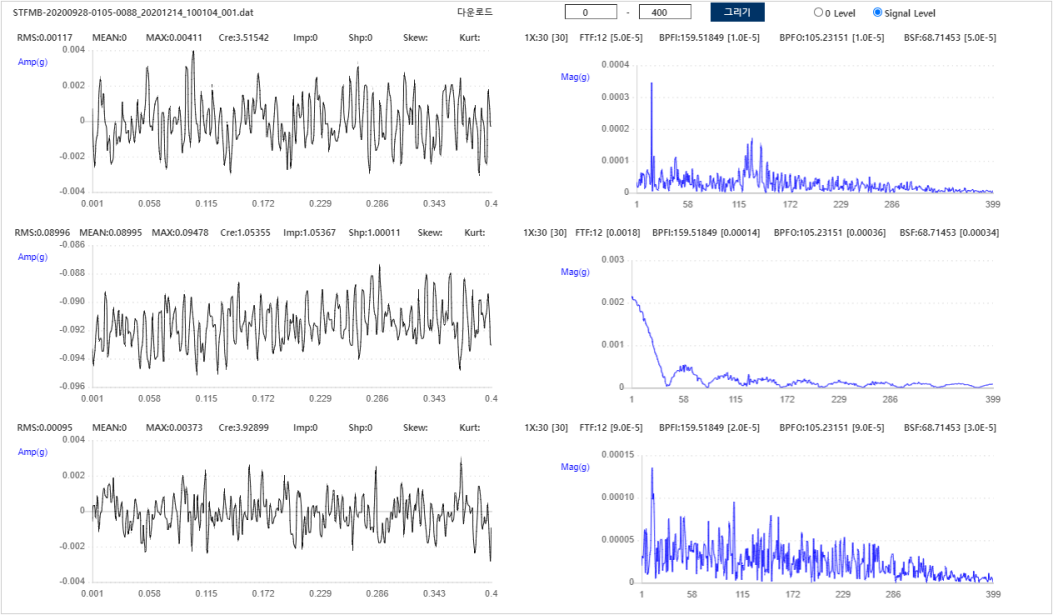 STFMB-20200928-0105-0088_20201214_100104_001.dat 다운로드 0 - 400 그리기 0 Level Signal Level
RMS:0.00117 MEAN:0 MAX:0.00411 Cre:3.51542 Imp:0 Shp:0 Skew: Kurt:
Amp(g)
0.004
0.002
0
-0.002
-0.004
0.001 0.058 0.115 0.172 0.229 0.286 0.343 0.4
1X:30 [30] FTF:12 [5.0E-5] BPFI:159.51849 [1.0E-5] BPFO:105.23151 [1.0E-5] BSF:68.71453 [5.0E-5]
Mag(g)
0.0004
0.0003
0.0002
0.0001
0
1 58 115 172 229 286 399
RMS:0.08996 MEAN:0.08995 MAX:0.09478 Cre:1.05355 Imp:1.05367 Shp:1.00011 Skew: Kurt:
Amp(g)
-0.086
-0.088
-0.090
-0.092
-0.094
-0.096
0.001 0.058 0.115 0.172 0.229 0.286 0.343 0.4
1X:30 [30] FTF:12 [0.0018] BPFI:159.51849 [0.00014] BPFO:105.23151 [0.00036] BSF:68.71453 [0.00034]
Mag(g)
0.003
0.002
0.001
0
1 58 115 172 229 286 399
RMS:0.00095 MEAN:0 MAX:0.00373 Cre:3.92899 Imp:0 Shp:0 Skew: Kurt:
Amp(g)
0.004
0.002
0
-0.002
-0.004
0.001 0.058 0.115 0.172 0.229 0.286 0.343 0.4
1X:30 [30] FTF:12 [9.0E-5] BPFI:159.51849 [2.0E-5] BPFO:105.23151 [9.0E-5] BSF:68.71453 [3.0E-5]
Mag(g)
0.00015
0.00010
0.00005
0
1 58 115 172 229 286 399